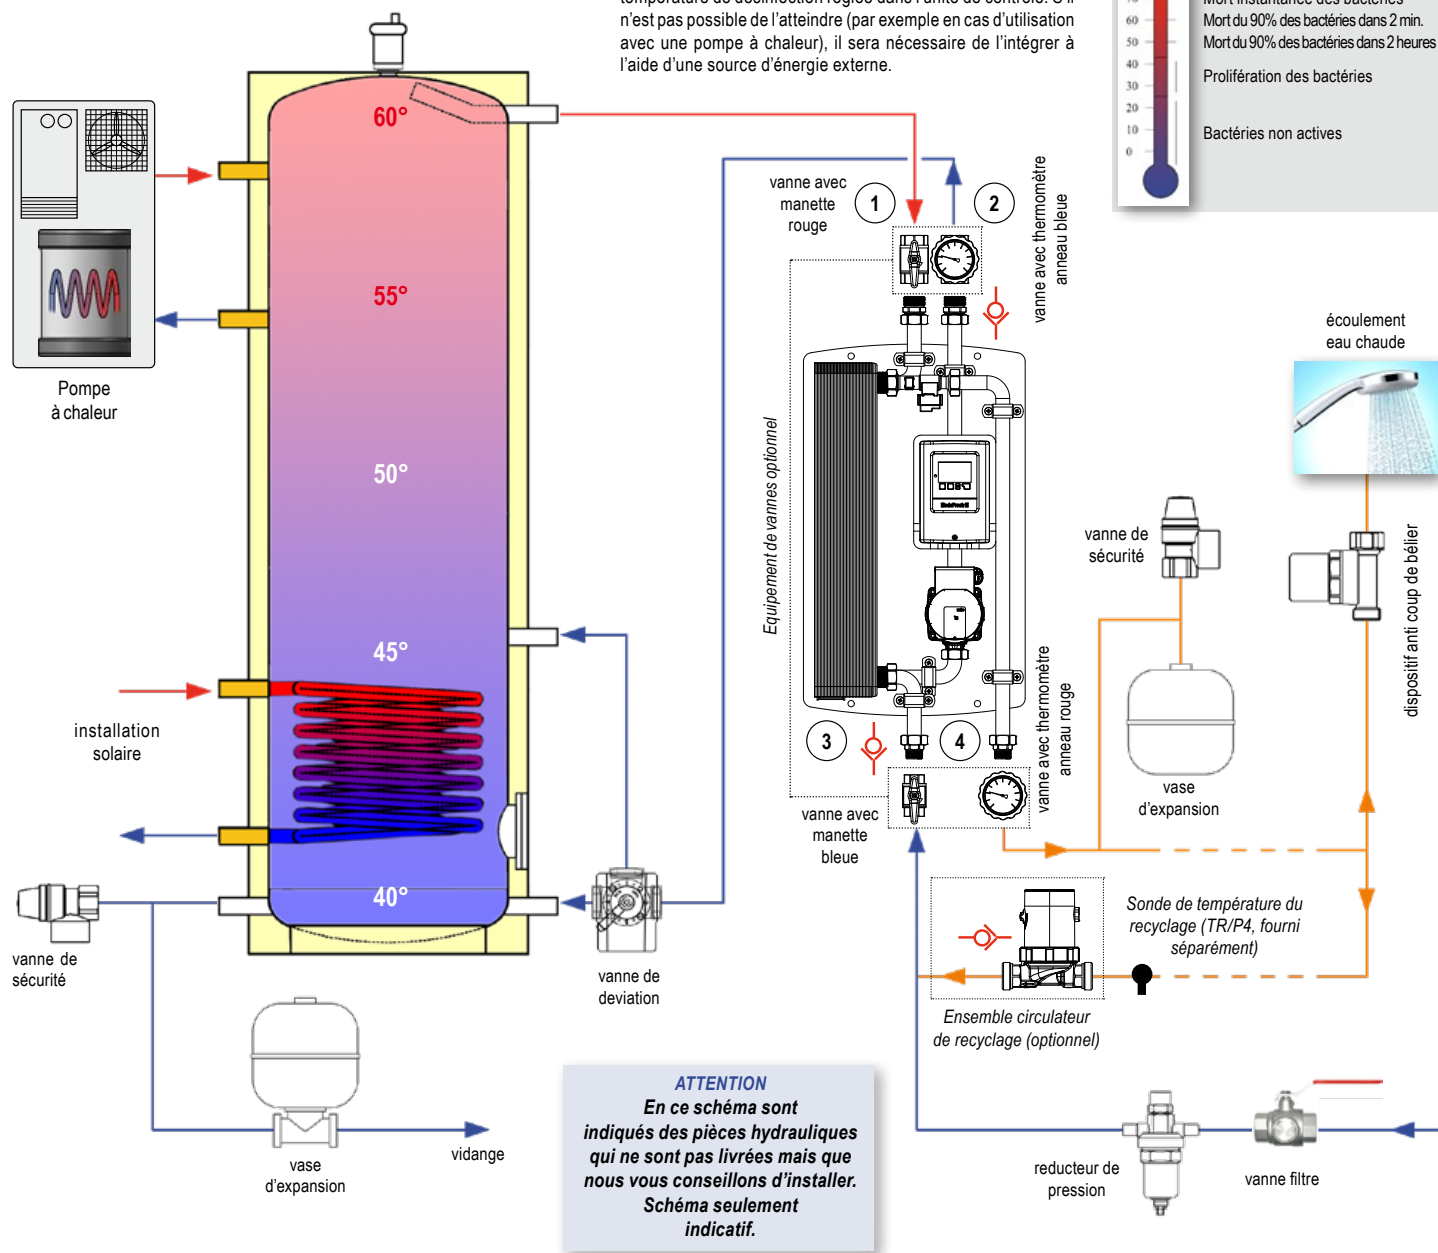 n'est pas possible de l'atteindre (par exemple en cas d'utilisation
avec une pompe à chaleur), il sera nécessaire de l'intégrer à
l'aide d'une source d'énergie externe.
Mort du 90% des bactéries dans 2 min.
Mort du 90% des bactéries dans 2 heures
Prolifération des bactéries
Bactéries non actives
60
50
40
30
20
10
0
60°
55°
50°
45°
40°
Pompe
à chaleur
installation
solaire
vanne de
sécurité
vase
d'expansion
vidange
vanne de
deviation
vanne avec
manette
rouge
1
2
vanne avec thermomètre
anneau bleue
Equipement de vannes optionnel
3
4
vanne avec thermomètre
anneau rouge
vanne avec
manette
bleue
écoulement
eau chaude
vanne de
sécurité
dispositif anti coup de bélier
vase
d'expansion
Sonde de température du
recyclage (TR/P4, fourni
séparément)
Ensemble circulateur
de recyclage (optionnel)
ATTENTION
En ce schéma sont
indiqués des pièces hydrauliques
qui ne sont pas livrées mais que
nous vous conseillons d'installer.
Schéma seulement
indicatif.
reducteur de
pression
vanne filtre